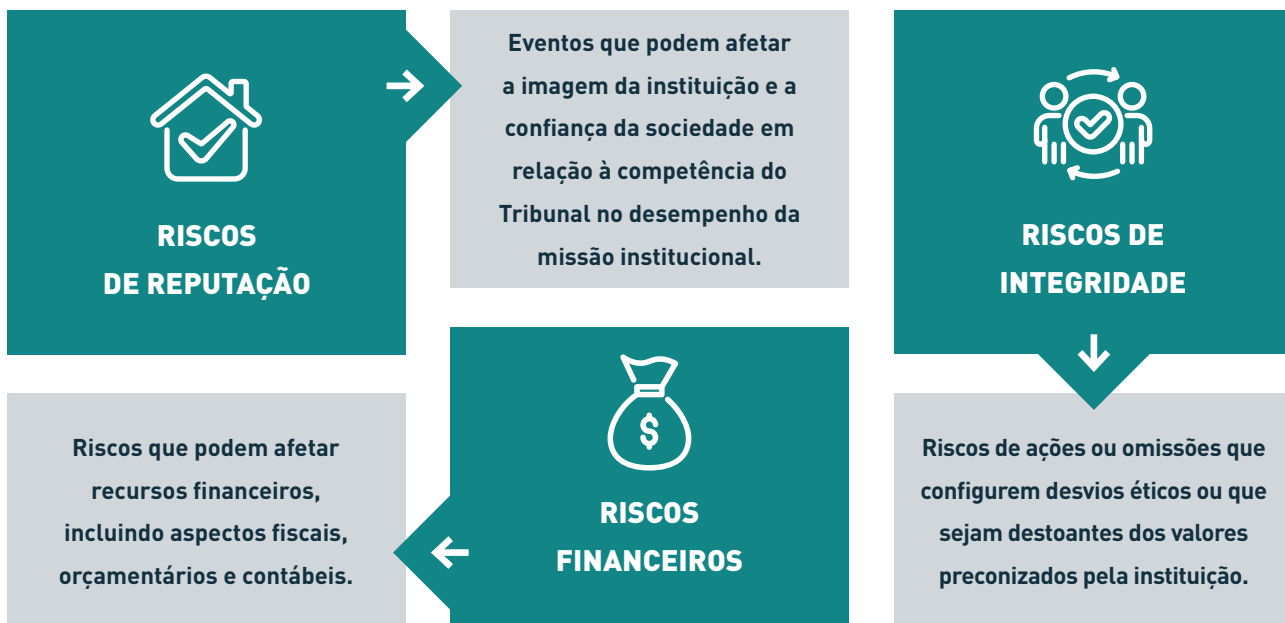 RISCOS
DE REPUTAÇÃO
Eventos que podem afetar
a imagem da instituição e a
confiança da sociedade em
relação à competência do
Tribunal no desempenho da
missão institucional.
RISCOS DE
INTEGRIDADE
Riscos de ações ou omissões que
configurem desvios éticos ou que
sejam destoantes dos valores
preconizados pela instituição.
$
RISCOS
FINANCEIROS
Riscos que podem afetar
recursos financeiros,
incluindo aspectos fiscais,
orçamentários e contábeis.